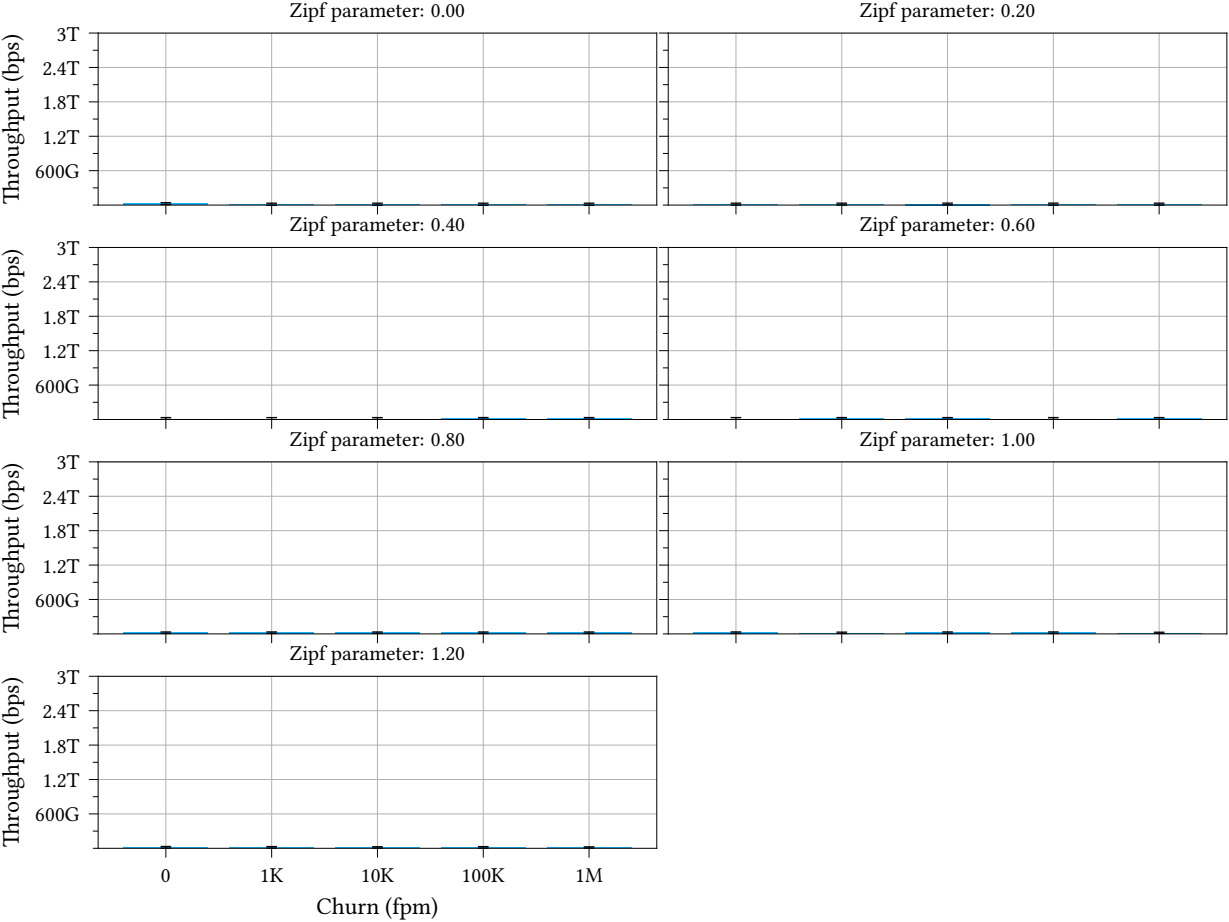 Zipf parameter: 0.00
Zipf parameter: 0.20
Throughput (bps)
3T
2.4T
1.8T
1.2T
600G
Zipf parameter: 0.40
Zipf parameter: 0.60
Throughput (bps)
3T
2.4T
1.8T
1.2T
600G
Zipf parameter: 0.80
Zipf parameter: 1.00
Throughput (bps)
3T
2.4T
1.8T
1.2T
600G
Zipf parameter: 1.20
Throughput (bps)
3T
2.4T
1.8T
1.2T
600G
0 1K 10K 100K 1M
Churn (fpm)